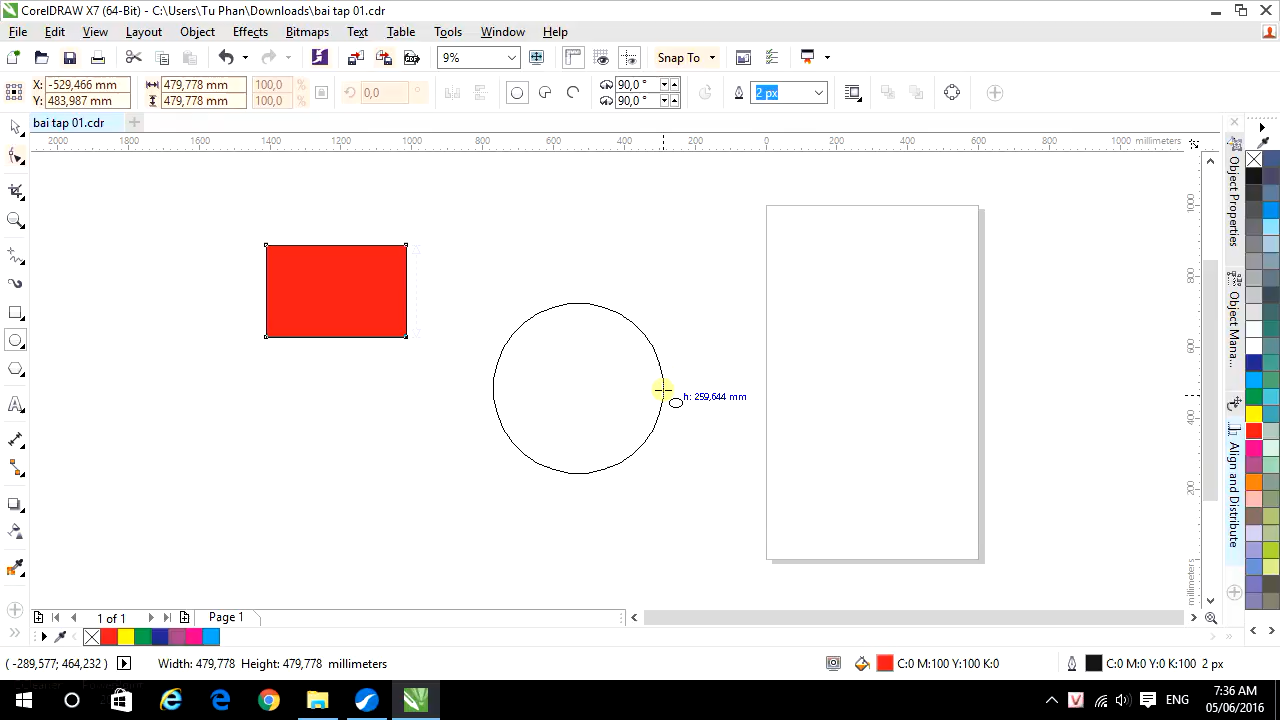 CorelDRAW X7 (64-Bit) - C:\Users\Tu Phan\Downloads\bai tap 01.cdr
File Edit View Layout Object Effects Bitmaps Text Table Tools Window Help
9% Snap To
X: -529,466 mm 479,778 mm 100,0 % 0,0 ° 90,0 ° 2 px
Y: 483,987 mm 479,778 mm 100,0 % 90,0 °
bai tap 01.cdr
2000 1800 1600 1400 1200 1000 800 600 400 200 0 200 400 600 800 1000 millimeters
1000
800
600
400
200
millimeters
Object Properties
Object Mana...
Align and Distribute
h: 259,644 mm
1 of 1 Page 1
( -289,577; 464,232 ) Width: 479,778 Height: 479,778 millimeters C:0 M:100 Y:100 K:0 C:0 M:0 Y:0 K:100 2 px
ENG
7:36 AM
05/06/2016